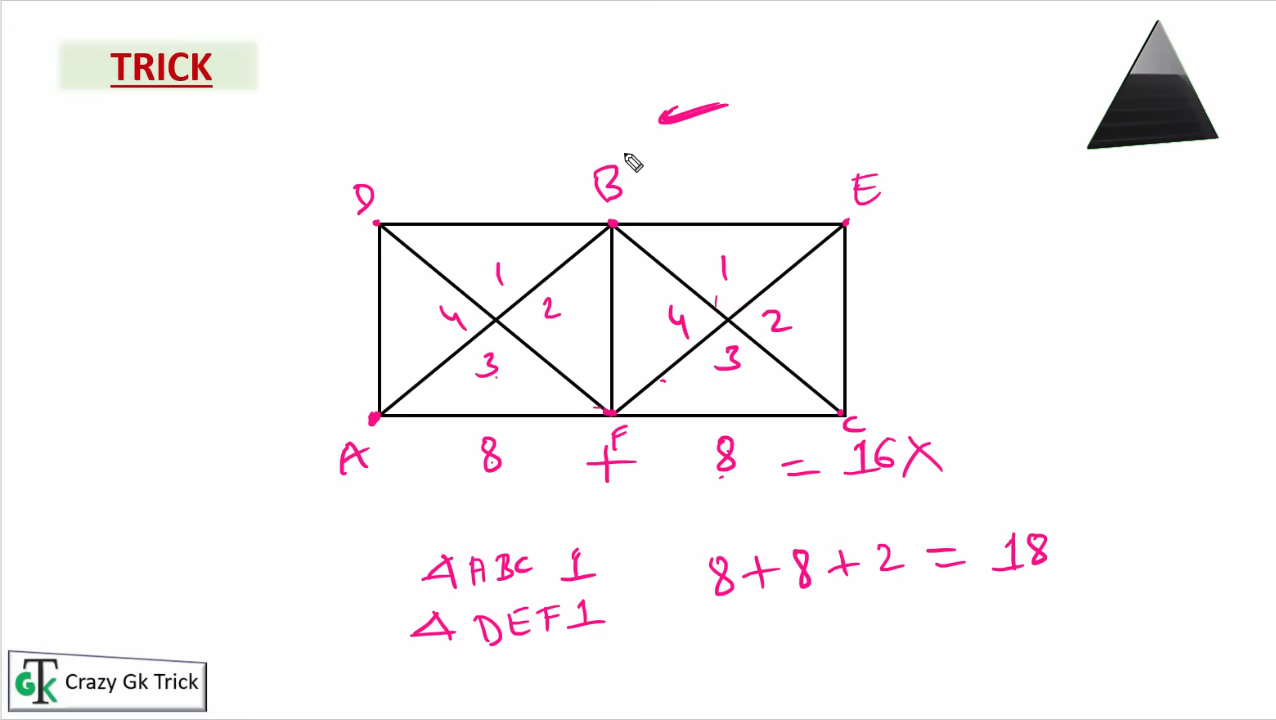 TRICK
D B E
1 1
4 2 4 2
3 3
A F C
8 + 8 = 16X
△ ABC 1 8+8+2 = 18
△ DEF 1
GTK Crazy Gk Trick